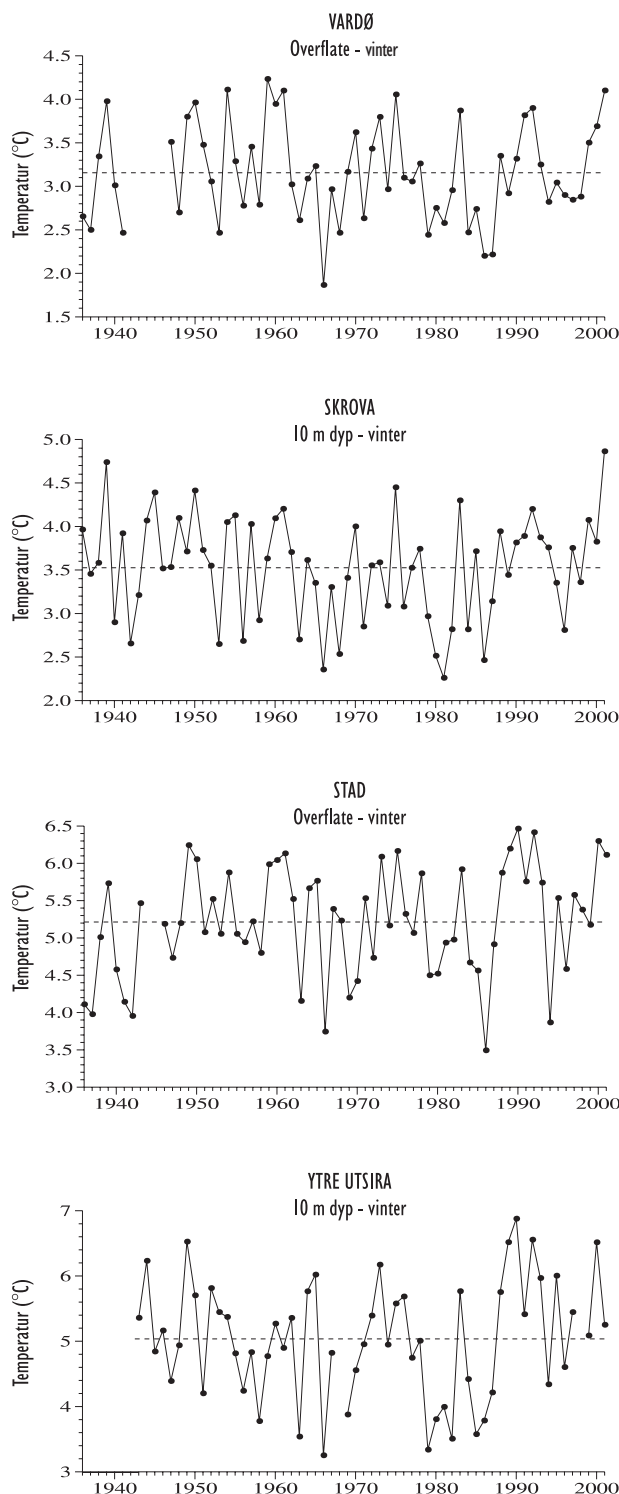 VARDØ
Overflate - vinter
Temperatur (°C)
4.5
4.0
3.5
3.0
2.5
2.0
1.5
1940 1950 1960 1970 1980 1990 2000
SKROVA
10 m dyp - vinter
Temperatur (°C)
5.0
4.5
4.0
3.5
3.0
2.5
2.0
1940 1950 1960 1970 1980 1990 2000
STAD
Overflate - vinter
Temperatur (°C)
6.5
6.0
5.5
5.0
4.5
4.0
3.5
3.0
1940 1950 1960 1970 1980 1990 2000
YTRE UTSIRA
10 m dyp - vinter
Temperatur (°C)
7
6
5
4
3
1940 1950 1960 1970 1980 1990 2000